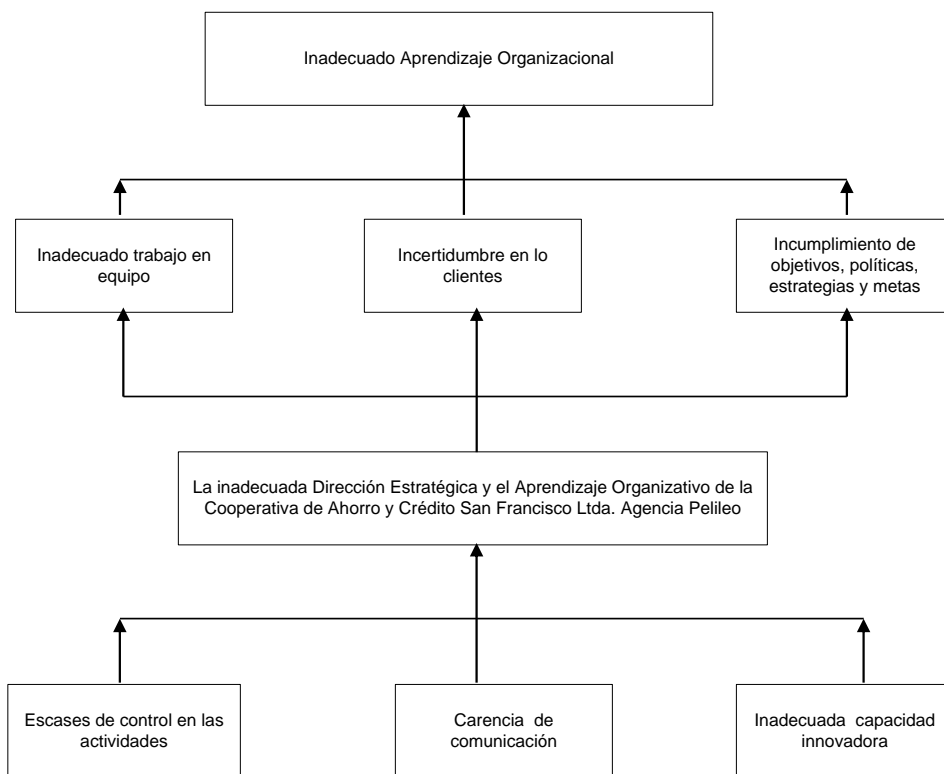 Inadecuado Aprendizaje Organizacional
Inadecuado trabajo en
equipo
Incertidumbre en lo
clientes
Incumplimiento de
objetivos, políticas,
estrategias y metas
La inadecuada Dirección Estratégica y el Aprendizaje Organizativo de la
Cooperativa de Ahorro y Crédito San Francisco Ltda. Agencia Pelileo
Escases de control en las
actividades
Carencia de
comunicación
Inadecuada capacidad
innovadora